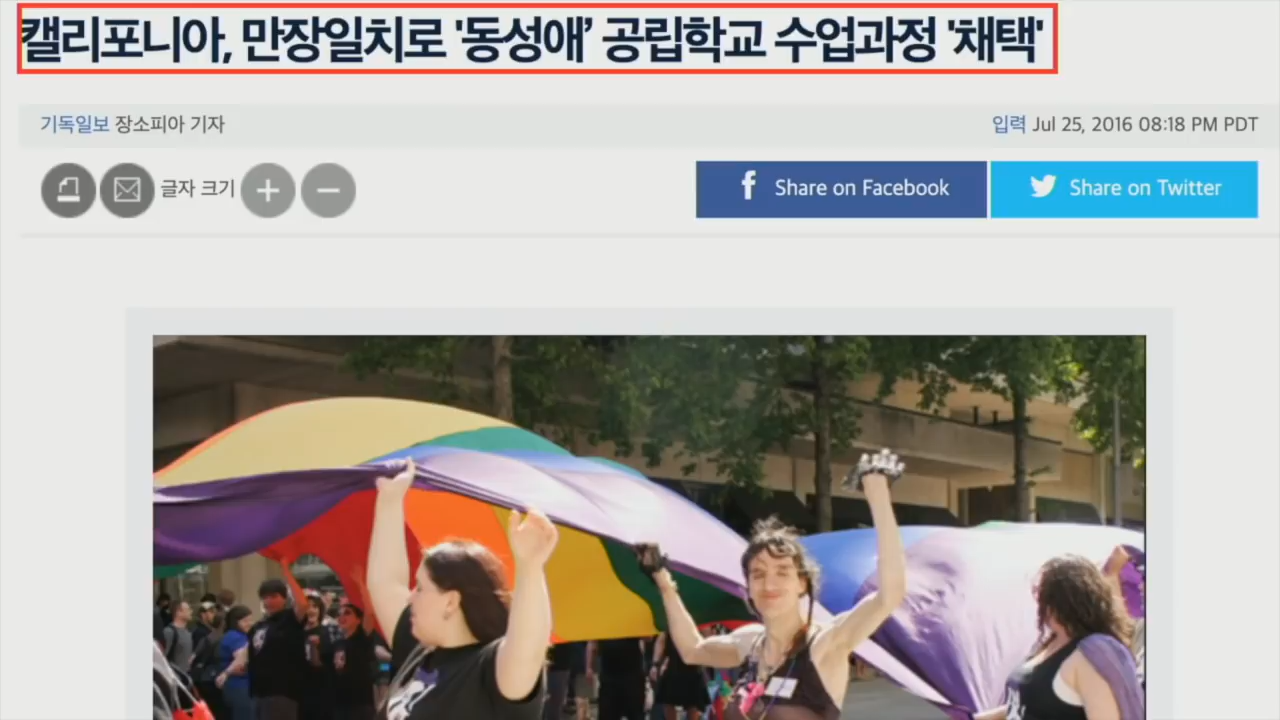 캘리포니아, 만장일치로 '동성애’ 공립학교 수업과정 '채택'
기독일보 장소피아 기자
입력 Jul 25, 2016 08:18 PM PDT
글자 크기
Share on Facebook
Share on Twitter